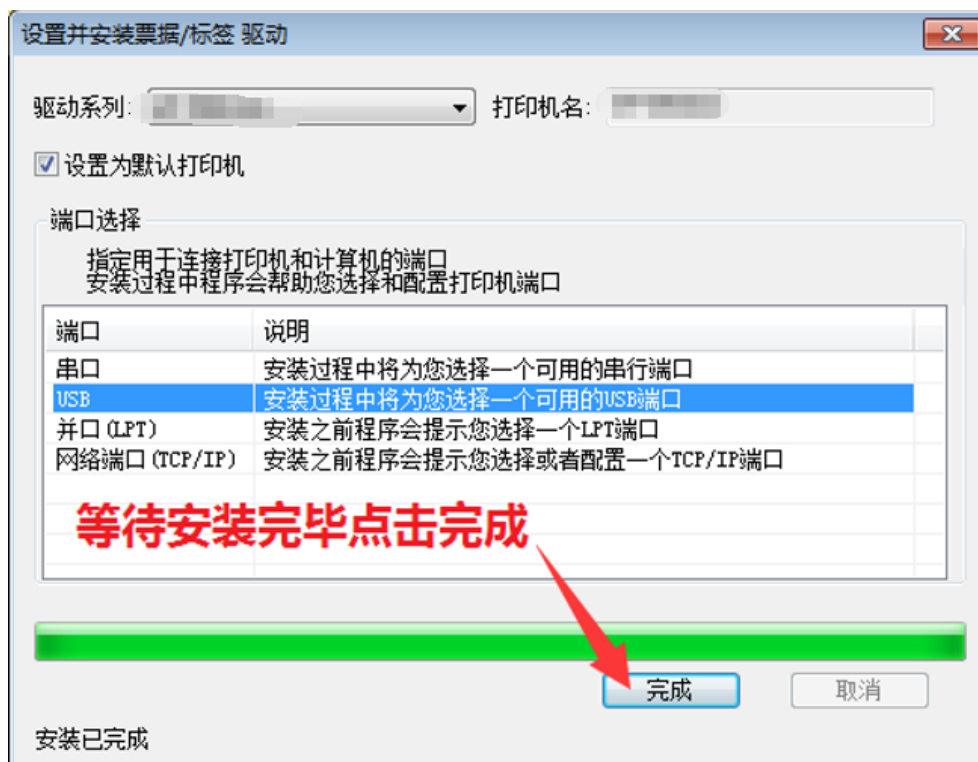 设置并安装票据/标签 驱动
驱动系列: 打印机名:
设置为默认打印机
端口选择
指定用于连接打印机和计算机的端口
安装过程中程序会帮助您选择和配置打印机端口
端口 说明
串口 安装过程中将为您选择一个可用的串行端口
USB 安装过程中将为您选择一个可用的USB端口
并口(LPT) 安装之前程序会提示您选择一个LPT端口
网络端口(TCP/IP) 安装之前程序会提示您选择或者配置一个TCP/IP端口
等待安装完毕点击完成
完成 取消
安装已完成